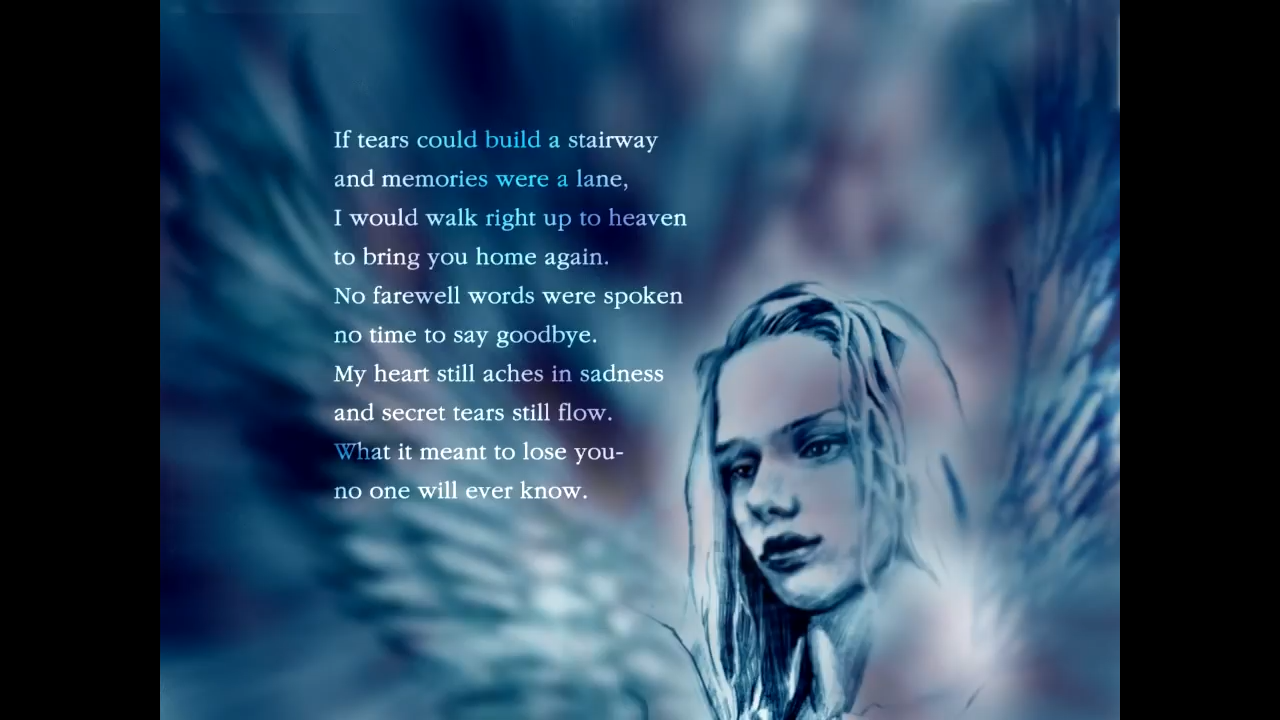 If tears could build a stairway
and memories were a lane,
I would walk right up to heaven
to bring you home again.
No farewell words were spoken
no time to say goodbye.
My heart still aches in sadness
and secret tears still flow.
What it meant to lose you-
no one will ever know.